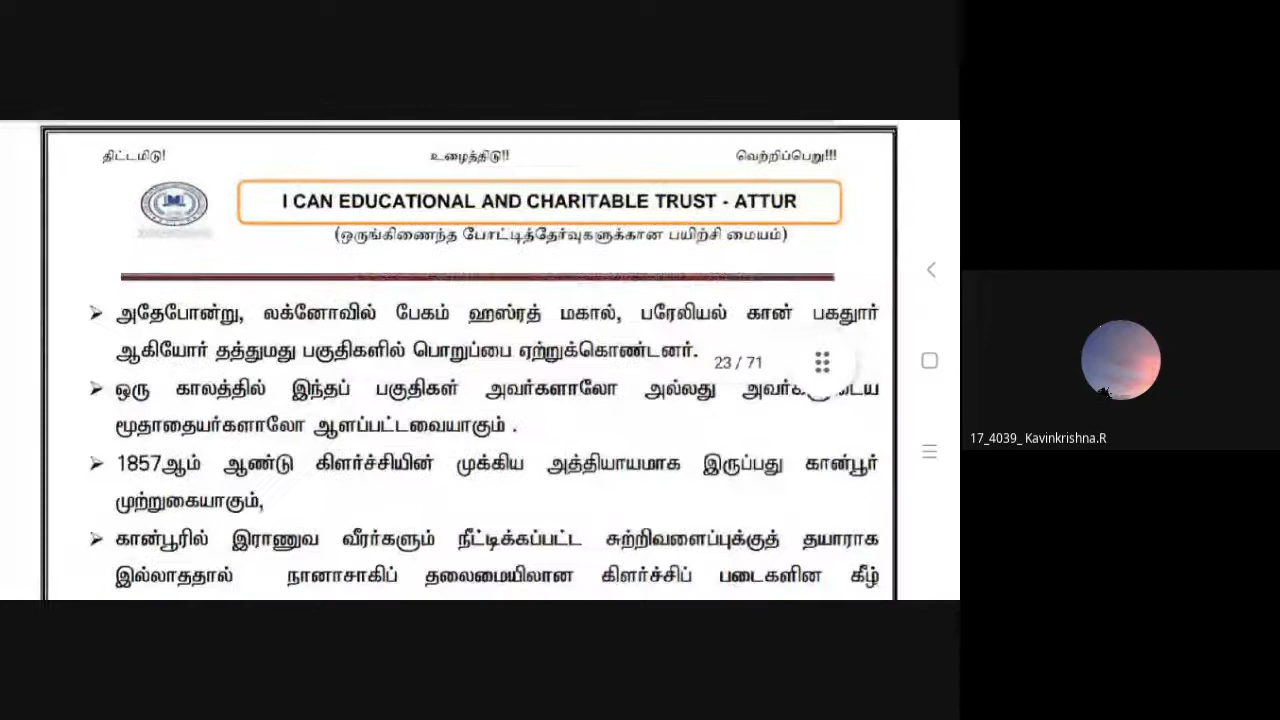 திட்டமிடு! உழைத்திடு!! வெற்றிப்பெறு!!!
I CAN EDUCATIONAL AND CHARITABLE TRUST - ATTUR
(ஒருங்கிணைந்த போட்டித்தேர்வுகளுக்கான பயிற்சி மையம்)
➢ அதேபோன்று, லக்னோவில் பேகம் ஹஸ்ரத் மகால், பரேலியல் கான் பகதுார்
ஆகியோர் தத்துமது பகுதிகளில் பொறுப்பை ஏற்றுக்கொண்டனர்.
23 / 71
➢ ஒரு காலத்தில் இந்தப் பகுதிகள் அவர்களாலோ அல்லது
மூதாதையர்களாலோ ஆளப்பட்டவையாகும் .
➢ 1857ஆம் ஆண்டு கிளர்ச்சியின் முக்கிய அத்தியாயமாக இருப்பது கான்பூர்
முற்றுகையாகும்,
➢ கான்பூரில் இராணுவ வீரர்களும் நீட்டிக்கப்பட்ட சுற்றிவளைப்புக்குத் தயாராக
இல்லாததால் நானாசாகிப் தலைமையிலான கிளர்ச்சிப் படைகளின கீழ்
17_4039_ Kavinkrishna.R